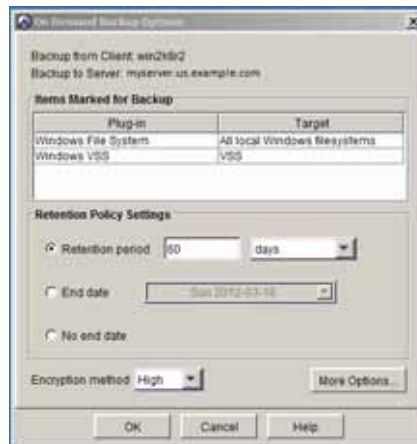 On Demand Backup Options
Backup from Client: win2k8r2
Backup to Server: myserver.us.example.com
Items Marked for Backup
Plug-in Target
Windows File System All local Windows filesystems
Windows VSS VSS
Retention Policy Settings
Retention period 60 days
End date Sun 2012-03-18
No end date
Encryption method High More Options...
OK Cancel Help